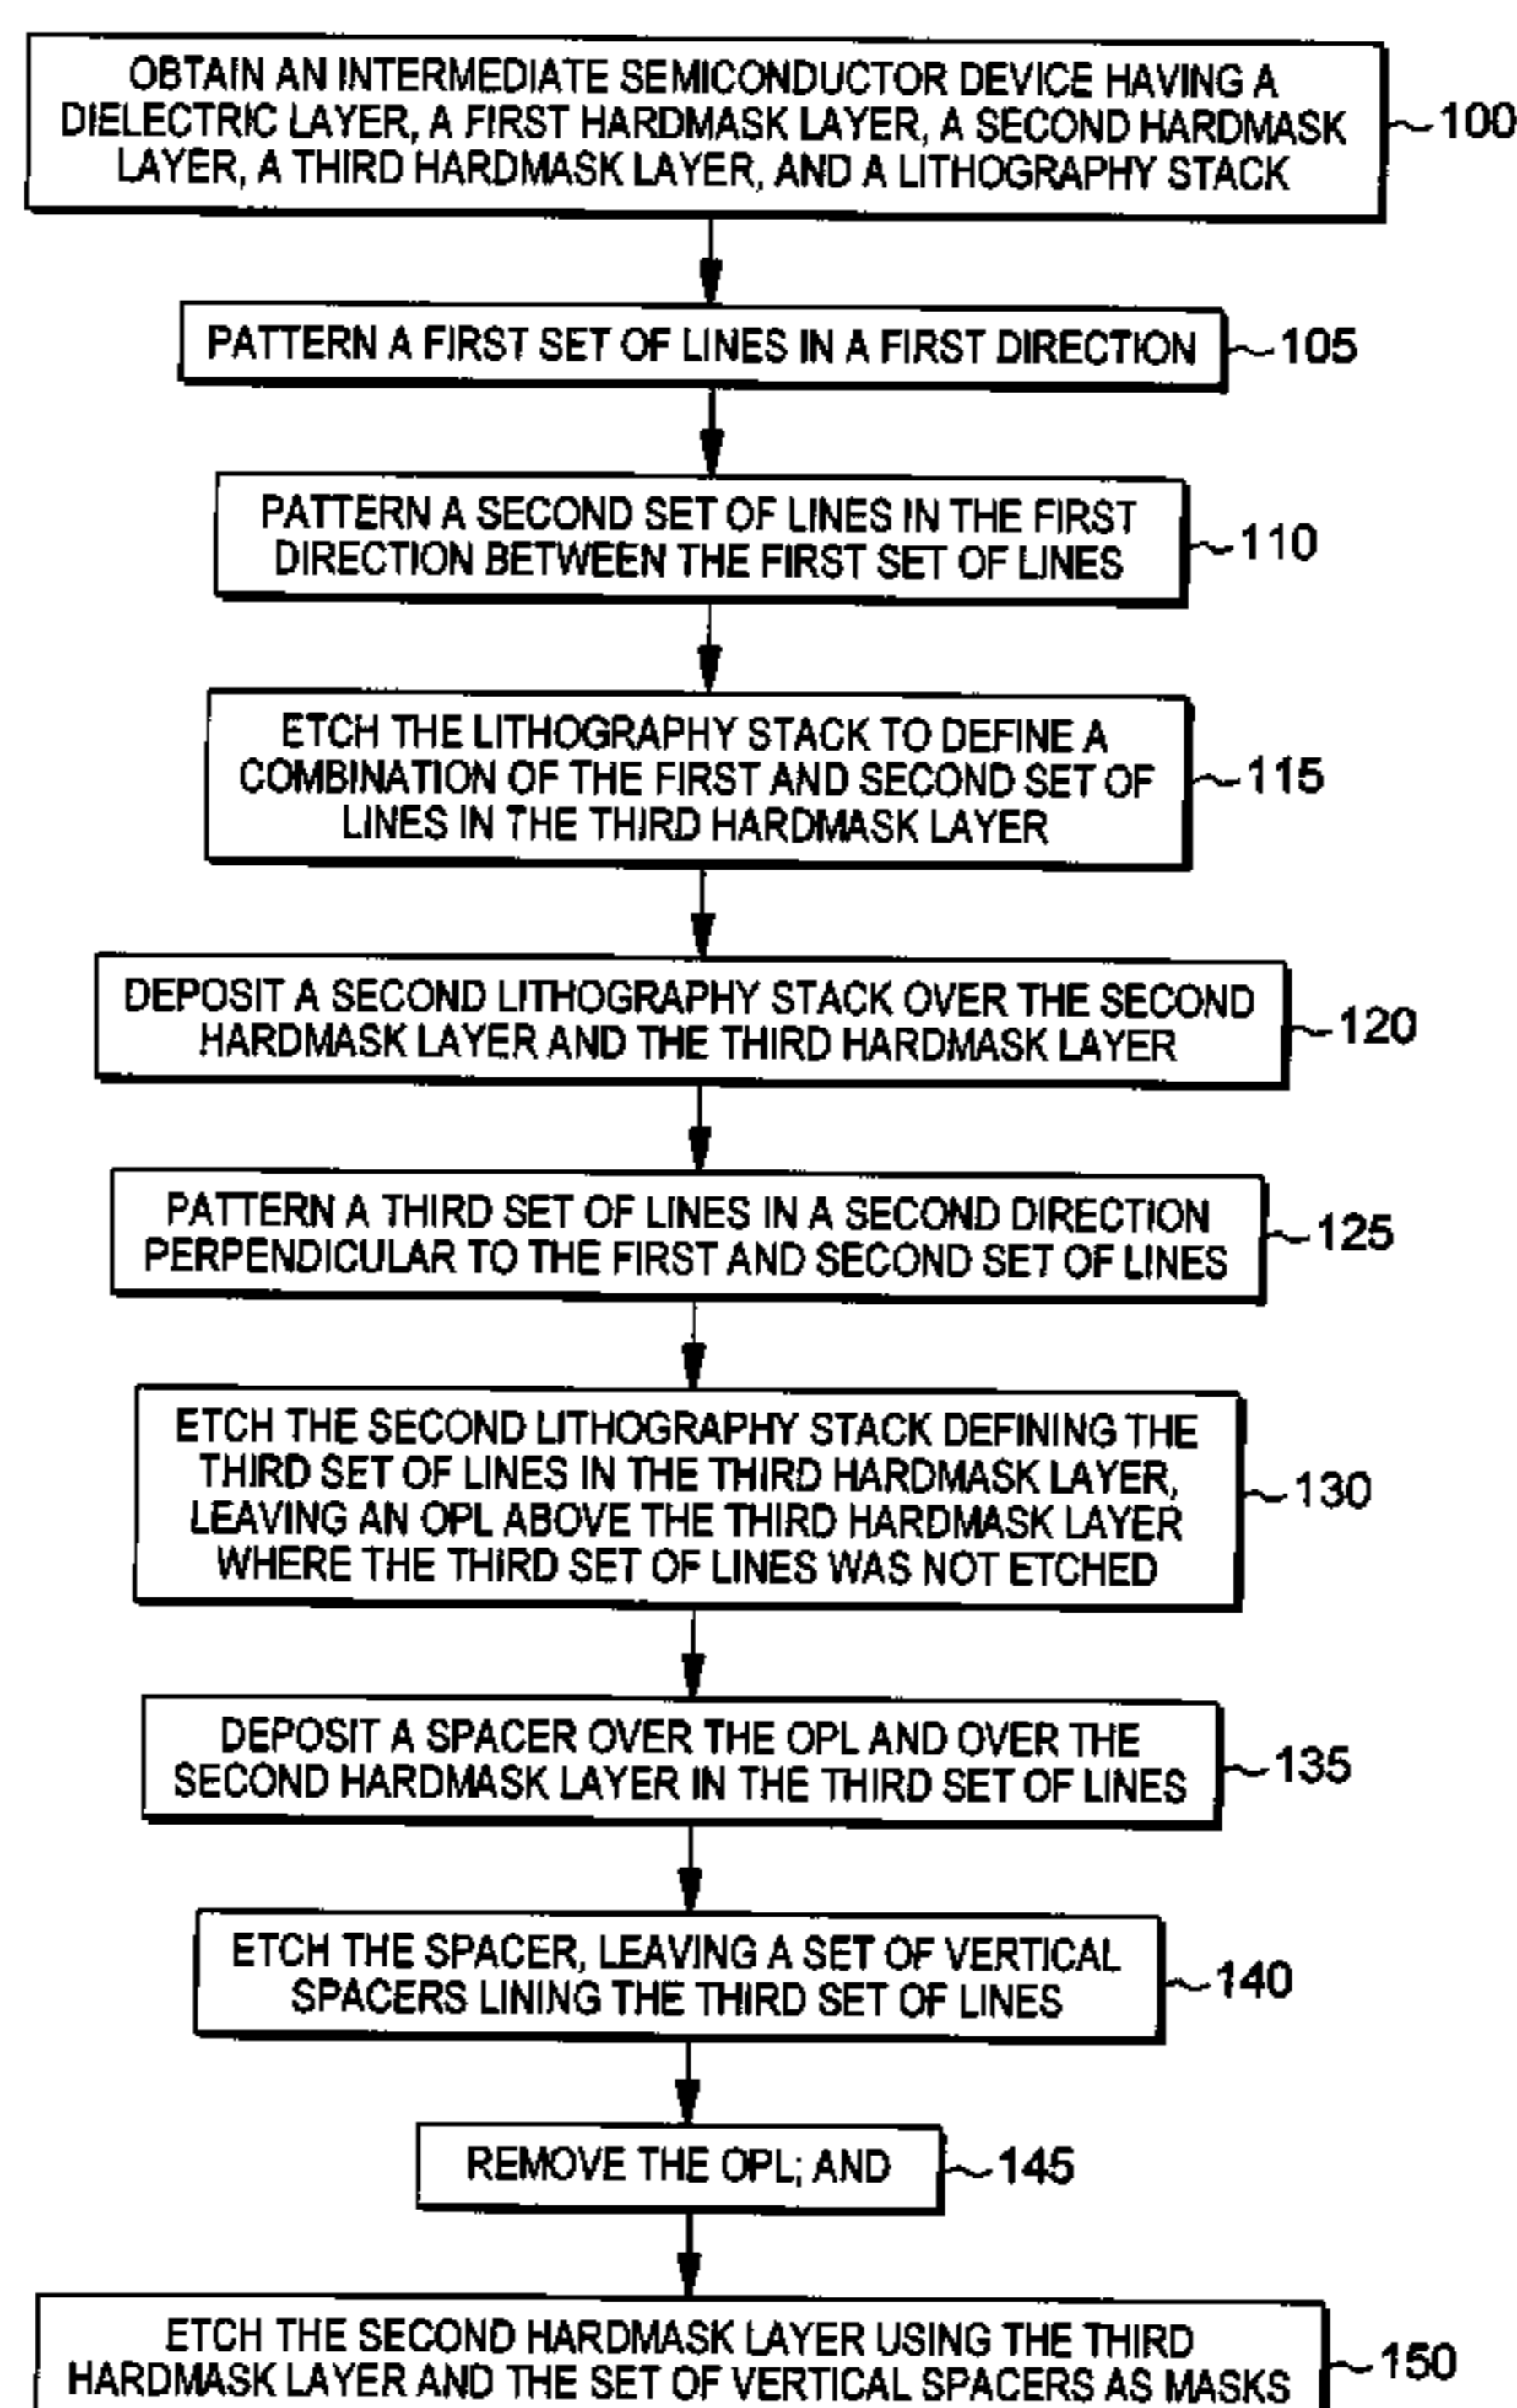 OBTAIN AN INTERMEDIATE SEMICONDUCTOR DEVICE HAVING A
DIELECTRIC LAYER, A FIRST HARDMASK LAYER, A SECOND HARDMASK
LAYER, A THIRD HARDMASK LAYER, AND A LITHOGRAPHY STACK
100
PATTERN A FIRST SET OF LINES IN A FIRST DIRECTION
105
PATTERN A SECOND SET OF LINES IN THE FIRST
DIRECTION BETWEEN THE FIRST SET OF LINES
110
ETCH THE LITHOGRAPHY STACK TO DEFINE A
COMBINATION OF THE FIRST AND SECOND SET OF
LINES IN THE THIRD HARDMASK LAYER
115
DEPOSIT A SECOND LITHOGRAPHY STACK OVER THE SECOND
HARDMASK LAYER AND THE THIRD HARDMASK LAYER
120
PATTERN A THIRD SET OF LINES IN A SECOND DIRECTION
PERPENDICULAR TO THE FIRST AND SECOND SET OF LINES
125
ETCH THE SECOND LITHOGRAPHY STACK DEFINING THE
THIRD SET OF LINES IN THE THIRD HARDMASK LAYER,
LEAVING AN OPL ABOVE THE THIRD HARDMASK LAYER
WHERE THE THIRD SET OF LINES WAS NOT ETCHED
130
DEPOSIT A SPACER OVER THE OPL AND OVER THE
SECOND HARDMASK LAYER IN THE THIRD SET OF LINES
135
ETCH THE SPACER, LEAVING A SET OF VERTICAL
SPACERS LINING THE THIRD SET OF LINES
140
REMOVE THE OPL; AND
145
ETCH THE SECOND HARDMASK LAYER USING THE THIRD
HARDMASK LAYER AND THE SET OF VERTICAL SPACERS AS MASKS
150